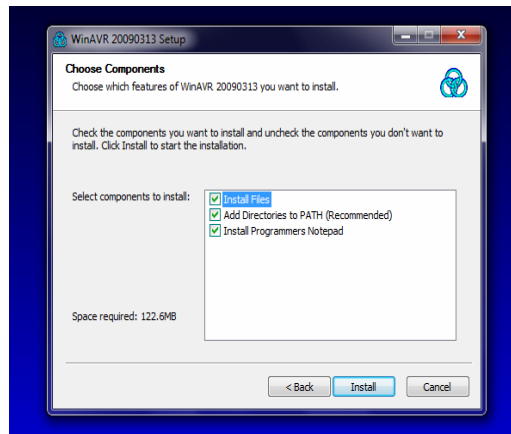 WinAVR 20090313 Setup
Choose Components
Choose which features of WinAVR 20090313 you want to install.
Check the components you want to install and uncheck the components you don't want to
install. Click Install to start the installation.
Select components to install:
Install Files
Add Directories to PATH (Recommended)
Install Programmers Notepad
Space required: 122.6MB
< Back Install Cancel